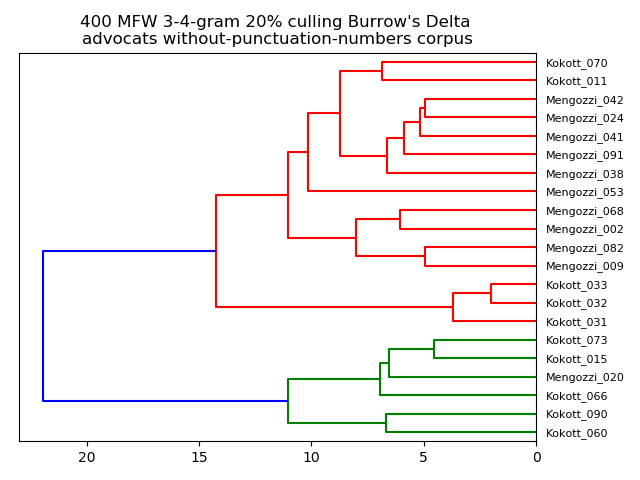 400 MFW 3-4-gram 20% culling Burrow's Delta
advocats without-punctuation-numbers corpus
Kokott_070
Kokott_011
Mengozzi_042
Mengozzi_024
Mengozzi_041
Mengozzi_091
Mengozzi_038
Mengozzi_053
Mengozzi_068
Mengozzi_002
Mengozzi_082
Mengozzi_009
Kokott_033
Kokott_032
Kokott_031
Kokott_073
Kokott_015
Mengozzi_020
Kokott_066
Kokott_090
Kokott_060
20 15 10 5 0